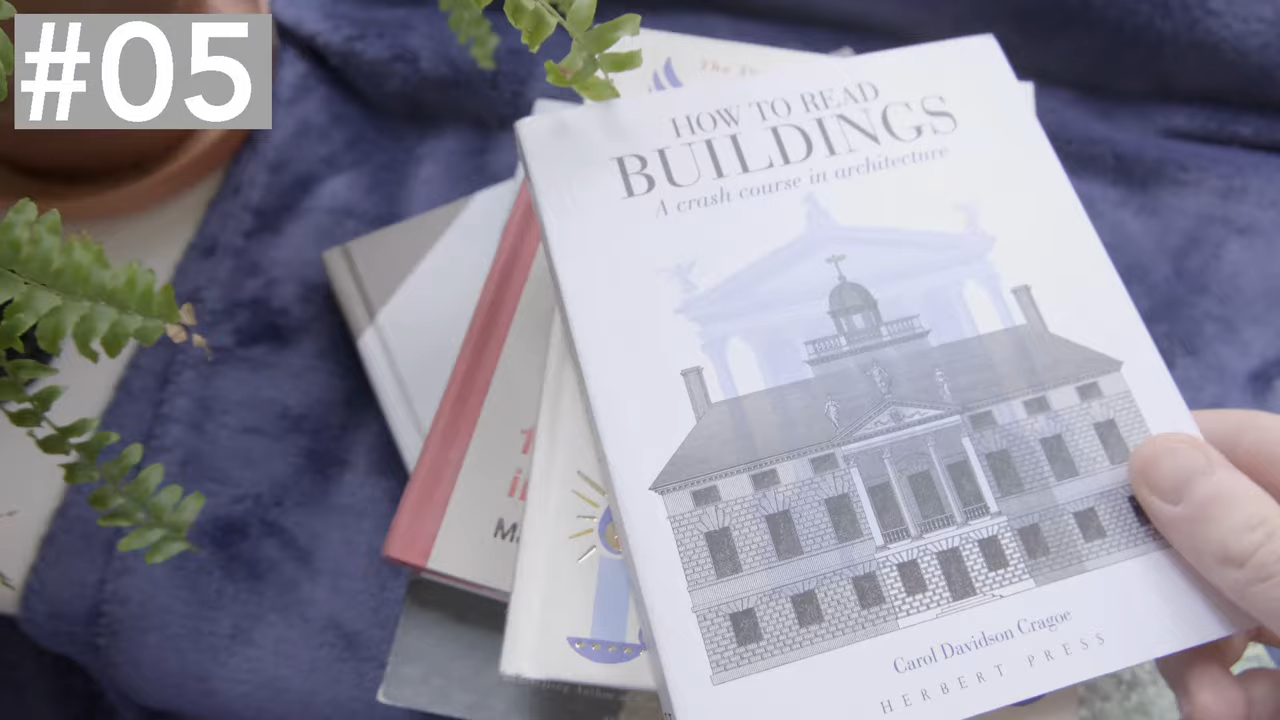 #05
HOW TO READ
BUILDINGS
A crash course in architecture
Carol Davidson Cragoe
HERBERT PRESS